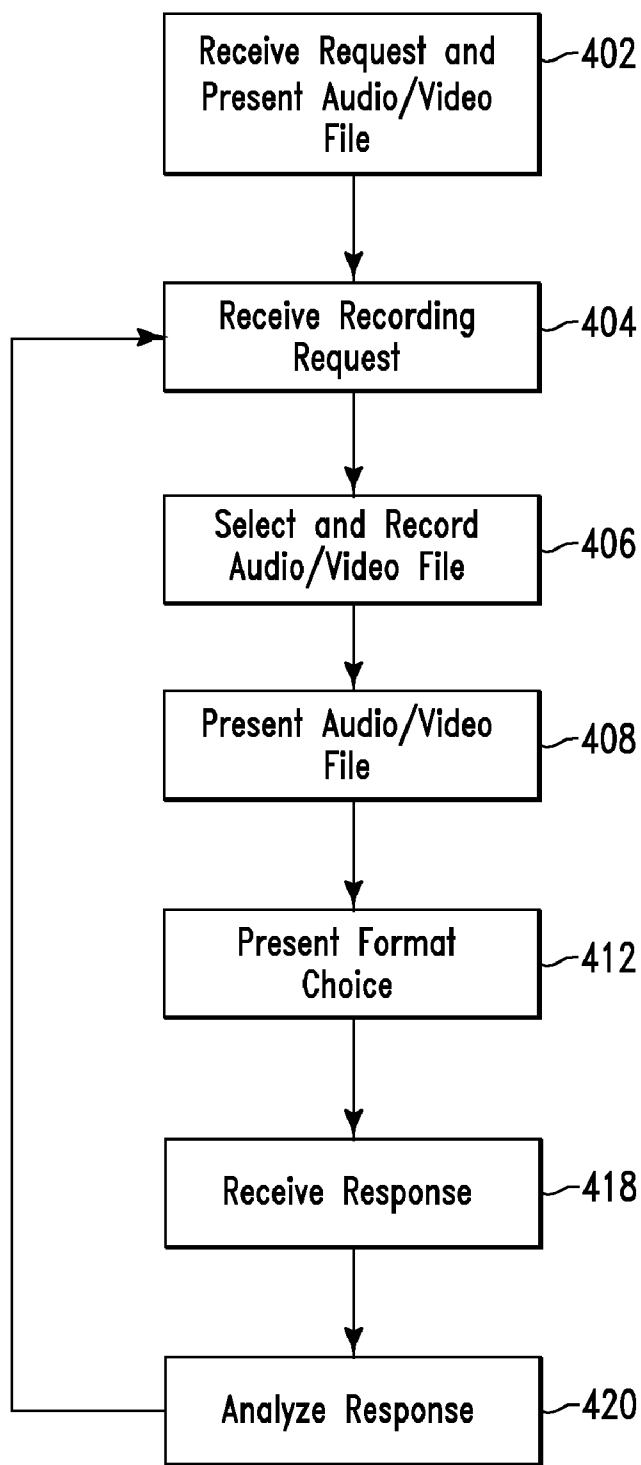 Receive Request and
Present Audio/Video
File
402
Receive Recording
Request
404
Select and Record
Audio/Video File
406
Present Audio/Video
File
408
Present Format
Choice
412
Receive Response
418
Analyze Response
420